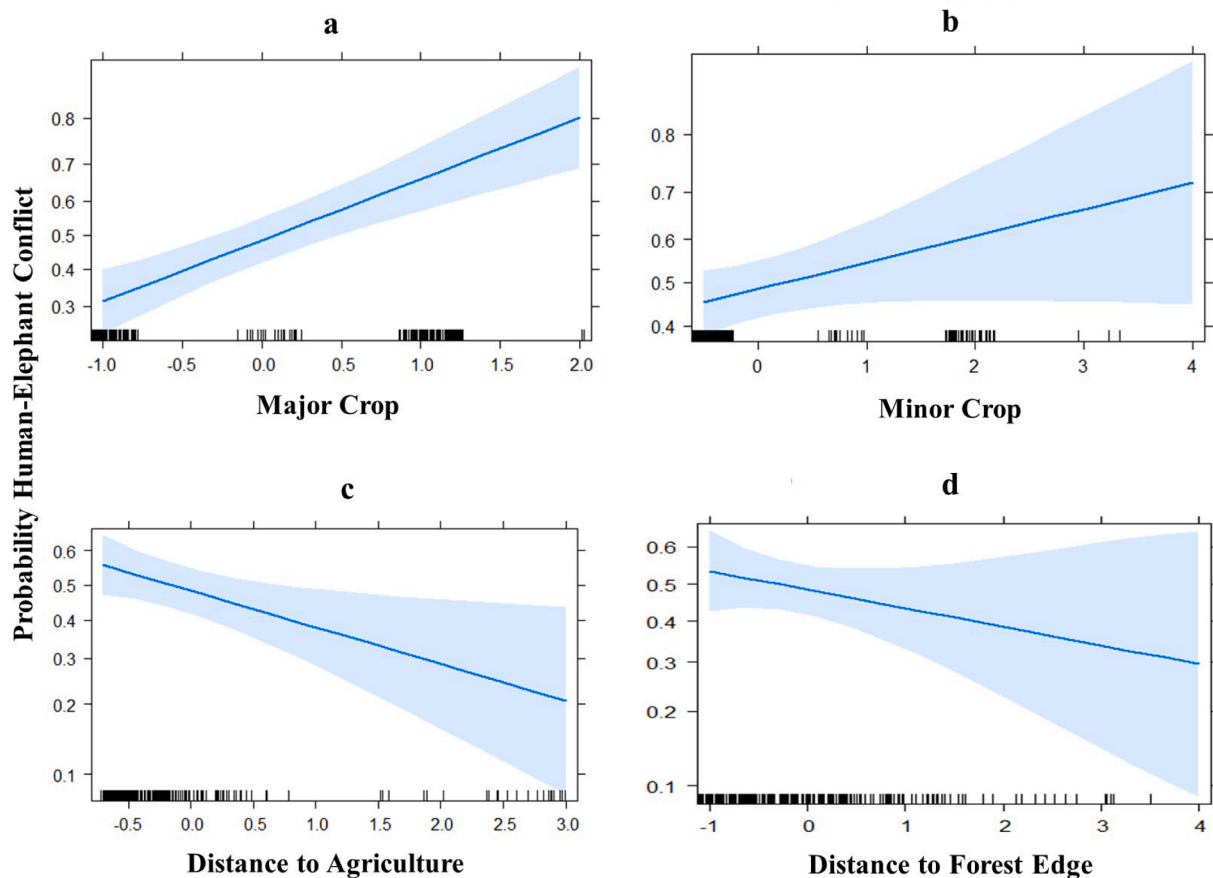 Probability Human-Elephant Conflict
a
0.8
0.7
0.6
0.5
0.4
0.3
-1.0 -0.5 0.0 0.5 1.0 1.5 2.0
Major Crop
b
0.8
0.7
0.6
0.5
0.4
0 1 2 3 4
Minor Crop
c
0.6
0.5
0.4
0.3
0.2
0.1
-0.5 0.0 0.5 1.0 1.5 2.0 2.5 3.0
Distance to Agriculture
d
0.6
0.5
0.4
0.3
0.2
0.1
-1 0 1 2 3 4
Distance to Forest Edge